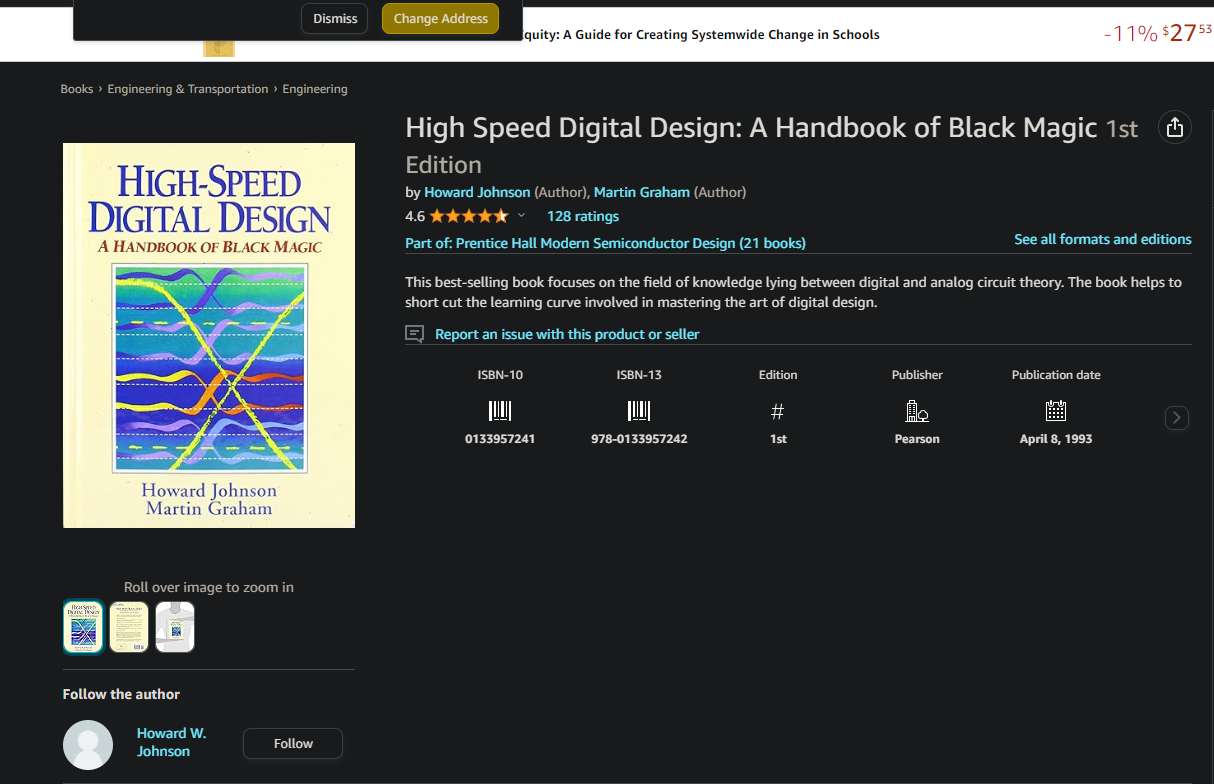 Dismiss
Change Address
quity: A Guide for Creating Systemwide Change in Schools
-11% $27 53
Books › Engineering & Transportation › Engineering
High Speed Digital Design: A Handbook of Black Magic 1st
Edition
by Howard Johnson (Author), Martin Graham (Author)
4.6
128 ratings
Part of: Prentice Hall Modern Semiconductor Design (21 books)
See all formats and editions
This best-selling book focuses on the field of knowledge lying between digital and analog circuit theory. The book helps to
short cut the learning curve involved in mastering the art of digital design.
Report an issue with this product or seller
ISBN-10
0133957241
ISBN-13
978-0133957242
Edition
#
1st
Publisher
Pearson
Publication date
April 8, 1993
HIGH-SPEED
DIGITAL DESIGN
A HANDBOOK OF BLACK MAGIC
Howard Johnson
Martin Graham
Roll over image to zoom in
HIGH-SPEED
DIGITAL DESIGN
Follow the author
Howard W.
Johnson
Follow